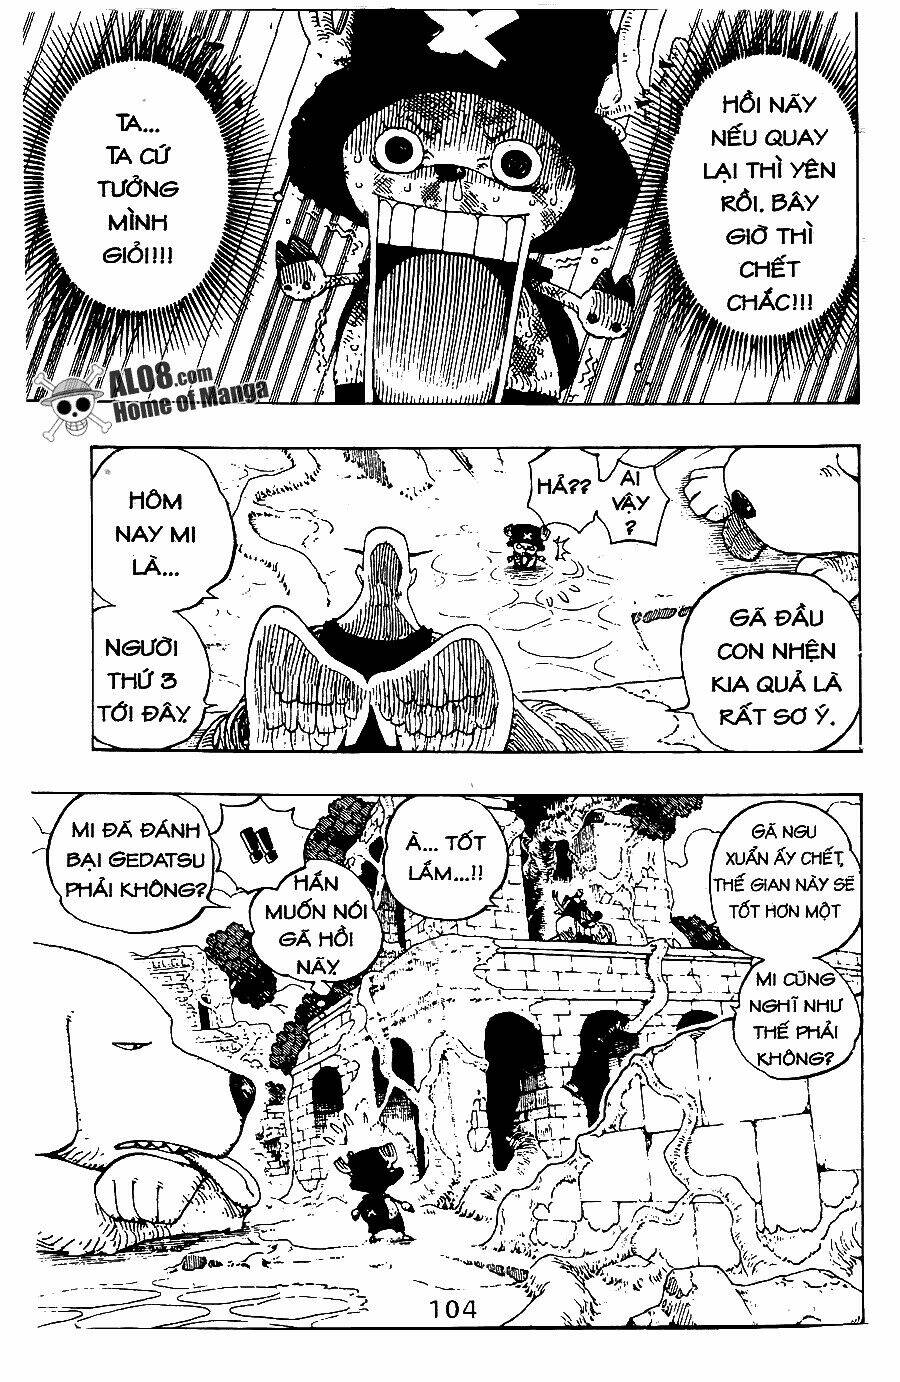 HỒI NÃY
NẾU QUAY
LẠI THÌ YÊN
RỒI. BÂY
GIỜ THÌ
CHẾT
CHẮC!!!
TA...
TA CỨ
TƯỞNG
MÌNH
GIỎI!!!!
AL08.com
Home-of-Manga
AI
VẬY
?
HẢ??
GÃ ĐẦU
CON NHỆN
KIA QUẢ LÀ
RẤT SƠ Ý.
HÔM
NAY MI
LÀ...
NGƯỜI
THỨ 3
TỚI ĐÂY.
GÃ NGU
XUẨN ẤY CHẾT,
THẾ GIAN NÀY SẼ
TỐT HƠN MỘT
MI CŨNG
NGHĨ NHƯ
THẾ PHẢI
KHÔNG?
À... TỐT
LẮM...!!
HẮN
MUỐN NÓI
GÃ HỒI
NÃY.
!!
MI ĐÃ ĐÁNH
BẠI GEDATSU
PHẢI KHÔNG?
104